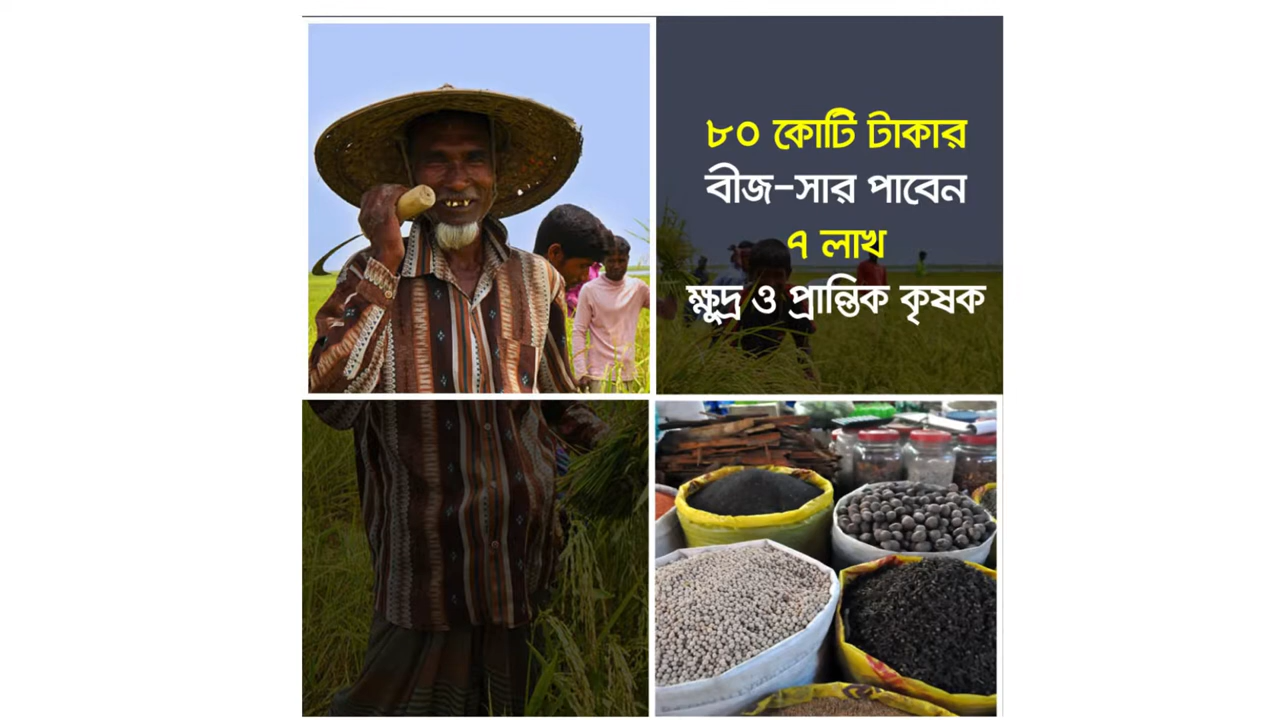 ৮০ কোটি টাকার
বীজ-সার পাবেন
৭ লাখ
ক্ষুদ্র ও প্রান্তিক কৃষক